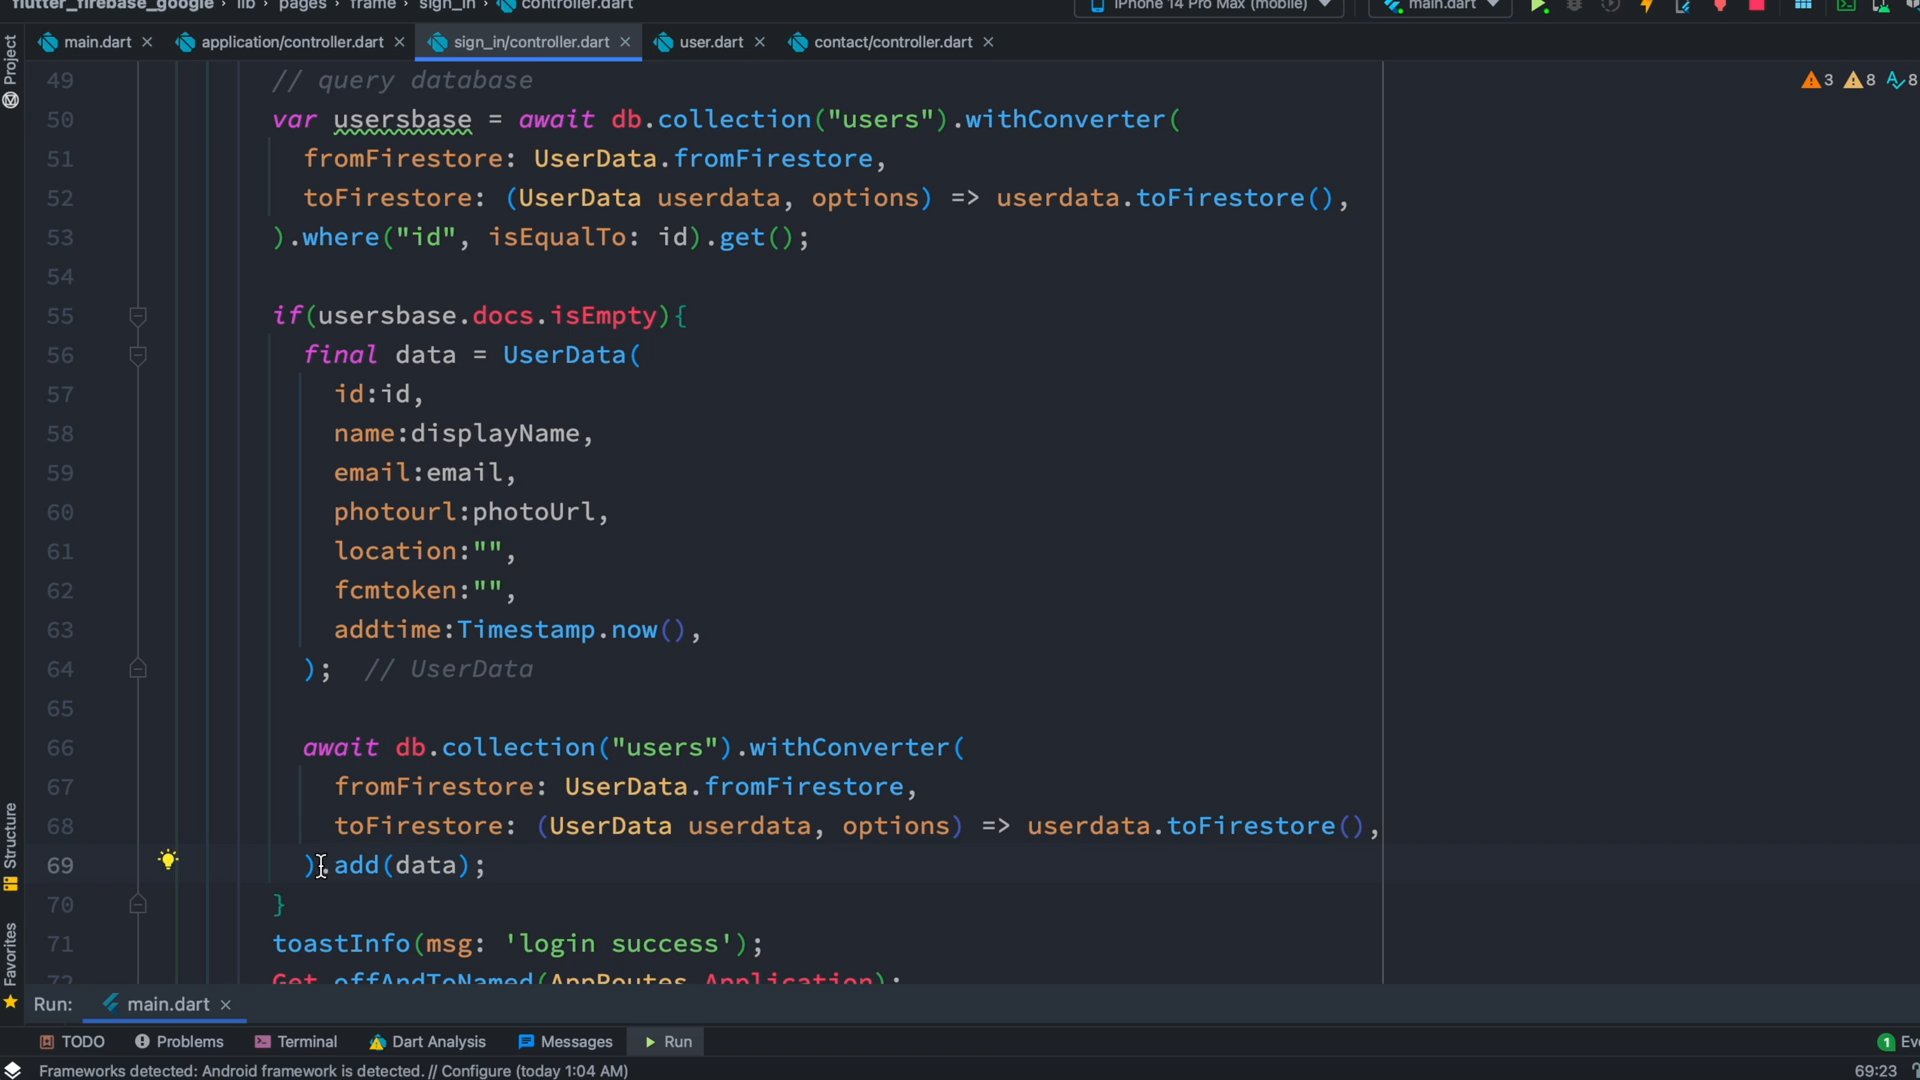 flutter_firebase_google › lib › pages › frame › sign_in › controller.dart
iPhone 14 Pro Max (mobile)
main.dart
main.dart
application/controller.dart
sign_in/controller.dart
user.dart
contact/controller.dart
Project
3 8 8
49 // query database
50 var usersbase = await db.collection("users").withConverter(
51 fromFirestore: UserData.fromFirestore,
52 toFirestore: (UserData userdata, options) => userdata.toFirestore(),
53 ).where("id", isEqualTo: id).get();
54
55 if(usersbase.docs.isEmpty){
56 final data = UserData(
57 id:id,
58 name:displayName,
59 email:email,
60 photourl:photoUrl,
61 location:"",
62 fcmtoken:"",
63 addtime:Timestamp.now(),
64 ); // UserData
65
66 await db.collection("users").withConverter(
67 fromFirestore: UserData.fromFirestore,
68 toFirestore: (UserData userdata, options) => userdata.toFirestore(),
69 ).add(data);
70 }
71 toastInfo(msg: 'login success');
72 Get.offAndToNamed(AppRoutes.Application);
Structure
Favorites
Run: main.dart
TODO
Problems
Terminal
Dart Analysis
Messages
Run
1
Frameworks detected: Android framework is detected. // Configure (today 1:04 AM)
69:23